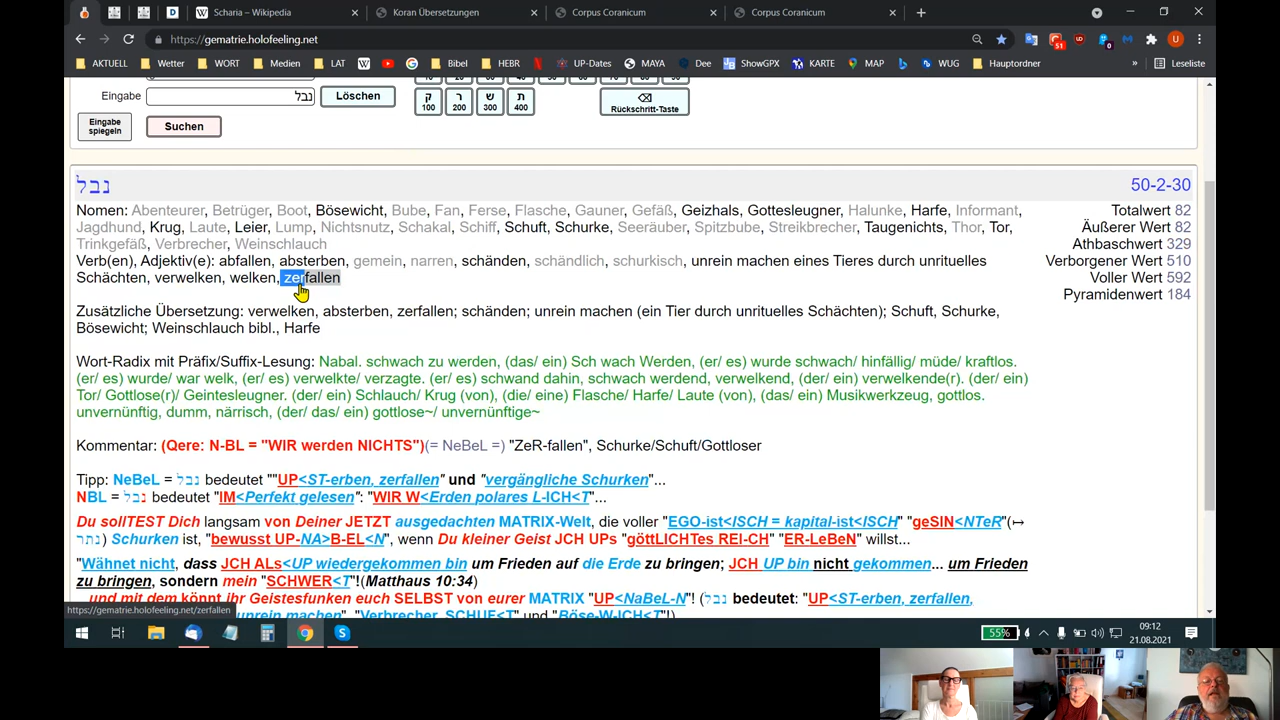 Scharia – Wikipedia
Koran Übersetzungen
Corpus Coranicum
Corpus Coranicum
https://gematrie.holofeeling.net
AKTUELL Wetter WORT Medien LAT Bibel HEBR UP-Dates MAYA Dee ShowGPX KARTE MAP WUG Hauptordner » Leseliste
Eingabe נבל Löschen
ק 100 ר 200 ש 300 ת 400 Rückschritt-Taste
Eingabe spiegeln Suchen
נבל 50-2-30
Nomen: Abenteurer, Betrüger, Boot, Bösewicht, Bube, Fan, Ferse, Flasche, Gauner, Gefäß, Geizhals, Gottesleugner, Halunke, Harfe, Informant,
Jagdhund, Krug, Laute, Leier, Lump, Nichtsnutz, Schakal, Schiff, Schuft, Schurke, Seeräuber, Spitzbube, Streikbrecher, Taugenichts, Thor, Tor,
Trinkgefäß, Verbrecher, Weinschlauch
Verb(en), Adjektiv(e): abfallen, absterben, gemein, narren, schänden, schändlich, schurkisch, unrein machen eines Tieres durch unrituelles
Schächten, verwelken, welken, zerfallen
Totalwert 82
Äußerer Wert 82
Athbaschwert 329
Verborgener Wert 510
Voller Wert 592
Pyramidenwert 184
Zusätzliche Übersetzung: verwelken, absterben, zerfallen; schänden; unrein machen (ein Tier durch unrituelles Schächten); Schuft, Schurke,
Bösewicht; Weinschlauch bibl., Harfe
Wort-Radix mit Präfix/Suffix-Lesung: Nabal. schwach zu werden, (das/ ein) Sch wach Werden, (er/ es) wurde schwach/ hinfällig/ müde/ kraftlos.
(er/ es) wurde/ war welk, (er/ es) verwelkte/ verzagte. (er/ es) schwand dahin, schwach werdend, verwelkend, (der/ ein) verwelkende(r). (der/ ein)
Tor/ Gottlose(r)/ Geintesleugner. (der/ ein) Schlauch/ Krug (von), (die/ eine) Flasche/ Harfe/ Laute (von), (das/ ein) Musikwerkzeug, gottlos.
unvernünftig, dumm, närrisch, (der/ das/ ein) gottlose~/ unvernünftige~
Kommentar: (Qere: N-BL = "WIR werden NICHTS")(= NeBeL =) "ZeR-fallen", Schurke/Schuft/Gottloser
Tipp: NeBeL = נבל bedeutet ""UP<ST-erben, zerfallen" und "vergängliche Schurken"...
NBL = נבל bedeutet "IM<Perfekt gelesen": "WIR W<Erden polares L-ICH<T"...
Du sollTEST Dich langsam von Deiner JETZT ausgedachten MATRIX-Welt, die voller "EGO-ist<ISCH = kapital-ist<ISCH" "geSIN<NTeR" (↦
נתר) Schurken ist, "bewusst UP-NA>B-EL<N", wenn Du kleiner Geist JCH UPs "göttLICHTes REI-CH" "ER-LeBeN" willst...
"Wähnet nicht, dass JCH ALs<UP wiedergekommen bin um Frieden auf die Erde zu bringen; JCH UP bin nicht gekommen... um Frieden
zu bringen, sondern mein "SCHWER<T"!(Matthaus 10:34)
und mit dem könnt ihr Geistesfunken euch SELBST von eurer MATRIX "UP<NaBeL-N"! (נבל bedeutet: "UP<ST-erben, zerfallen,
unrein machen", "Verbrecher, SCHUF<T" und "Böse-W-ICH<T"!)
https://gematrie.holofeeling.net/zerfallen
55%
09:12
21.08.2021